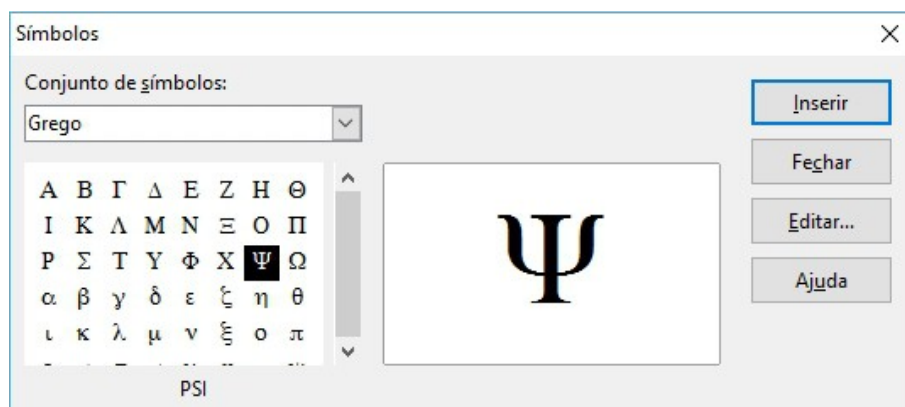 Símbolos
Conjunto de símbolos:
Grego
Α Β Γ Δ Ε Ζ Η Θ
Ι Κ Λ Μ Ν Ξ Ο Π
Ρ Σ Τ Υ Φ Χ Ψ Ω
α β γ δ ε ζ η θ
ι κ λ μ ν ξ ο π
PSI
Ψ
Inserir
Fechar
Editar...
Ajuda